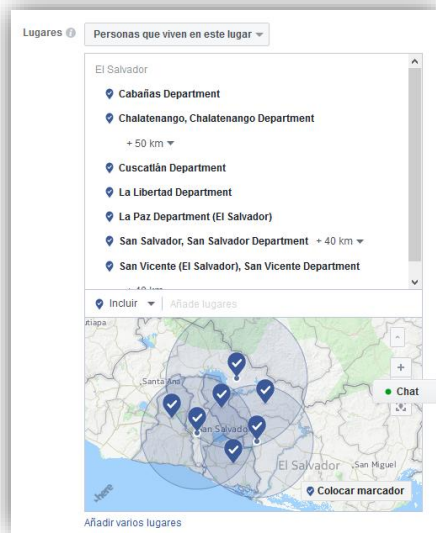 Lugares
Personas que viven en este lugar
El Salvador
Cabañas Department
Chalatenango, Chalatenango Department
+ 50 km
Cuscatlán Department
La Libertad Department
La Paz Department (El Salvador)
San Salvador, San Salvador Department + 40 km
San Vicente (El Salvador), San Vicente Department
Incluir Añade lugares
tiapa
Santa Ana
San Salvador
El Salvador
San Miguel
here
Chat
Colocar marcador
Añadir varios lugares